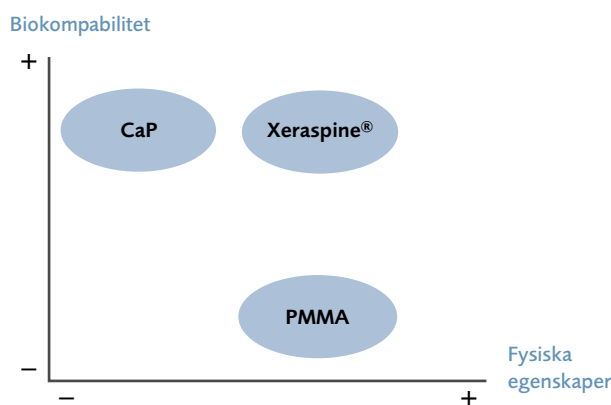 Biokompabilitet
+
CaP
Xeraspine®
PMMA
–
Fysiska
egenskaper
–
+